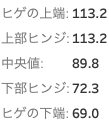 ヒゲの上端: 113.2
上部ヒンジ: 113.2
中央値: 89.8
下部ヒンジ: 72.3
ヒゲの下端: 69.0